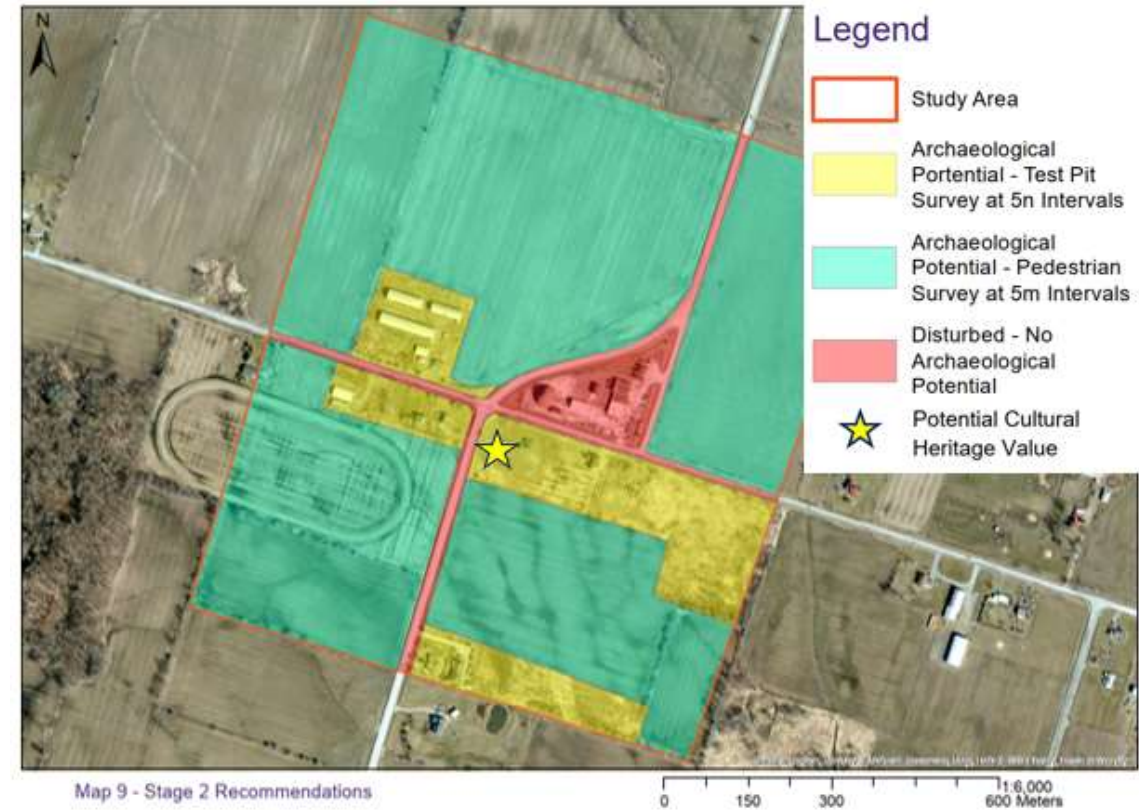 N
Legend
Study Area
Archaeological
Portential - Test Pit
Survey at 5n Intervals
Archaeological
Potential - Pedestrian
Survey at 5m Intervals
Disturbed - No
Archaeological
Potential
Potential Cultural
Heritage Value
Map 9 - Stage 2 Recommendations
1:6,000
0 150 300 600 Meters